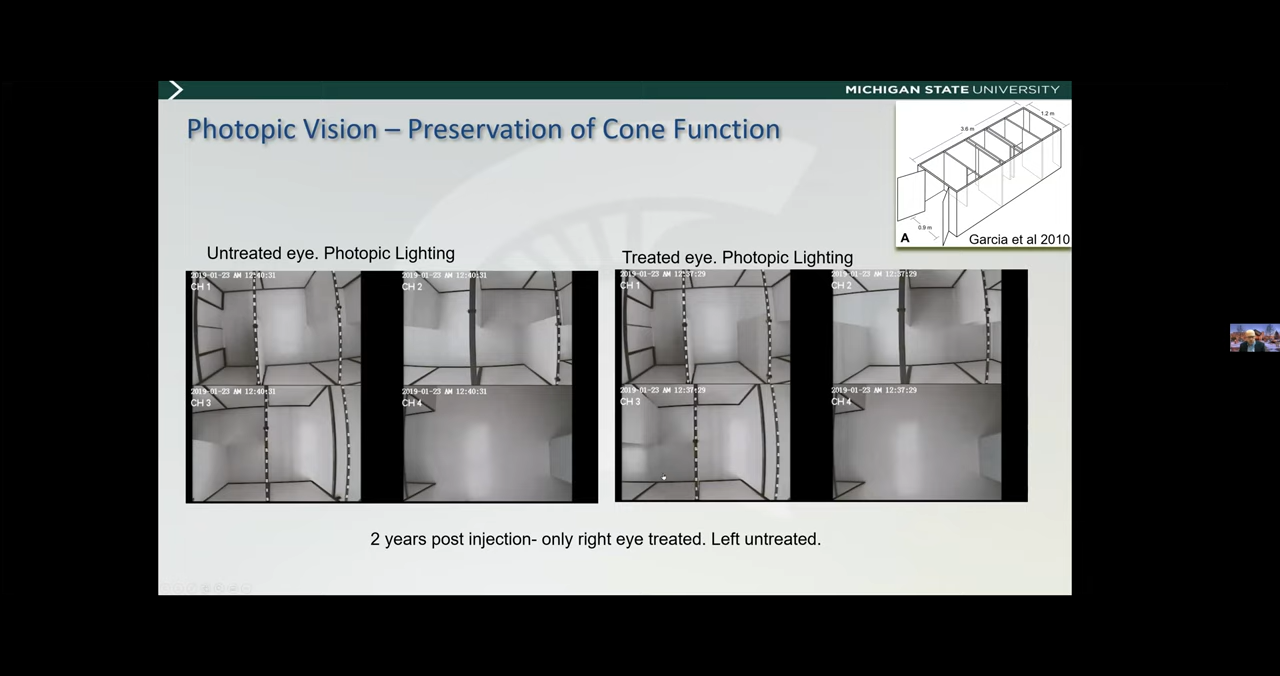 MICHIGAN STATE UNIVERSITY
Photopic Vision – Preservation of Cone Function
3.6 m
1.2 m
0.9 m
A
Garcia et al 2010
Untreated eye. Photopic Lighting
Treated eye. Photopic Lighting
2019-01-23 AM 12:40:31
CH 1
2019-01-23 AM 12:40:31
CH 2
2019-01-23 AM 12:40:31
CH 3
2019-01-23 AM 12:40:31
CH 4
2019-01-23 AM 12:37:29
CH 1
2019-01-23 AM 12:37:29
CH 2
2019-01-23 AM 12:37:29
CH 3
2019-01-23 AM 12:37:29
CH 4
2 years post injection- only right eye treated. Left untreated.